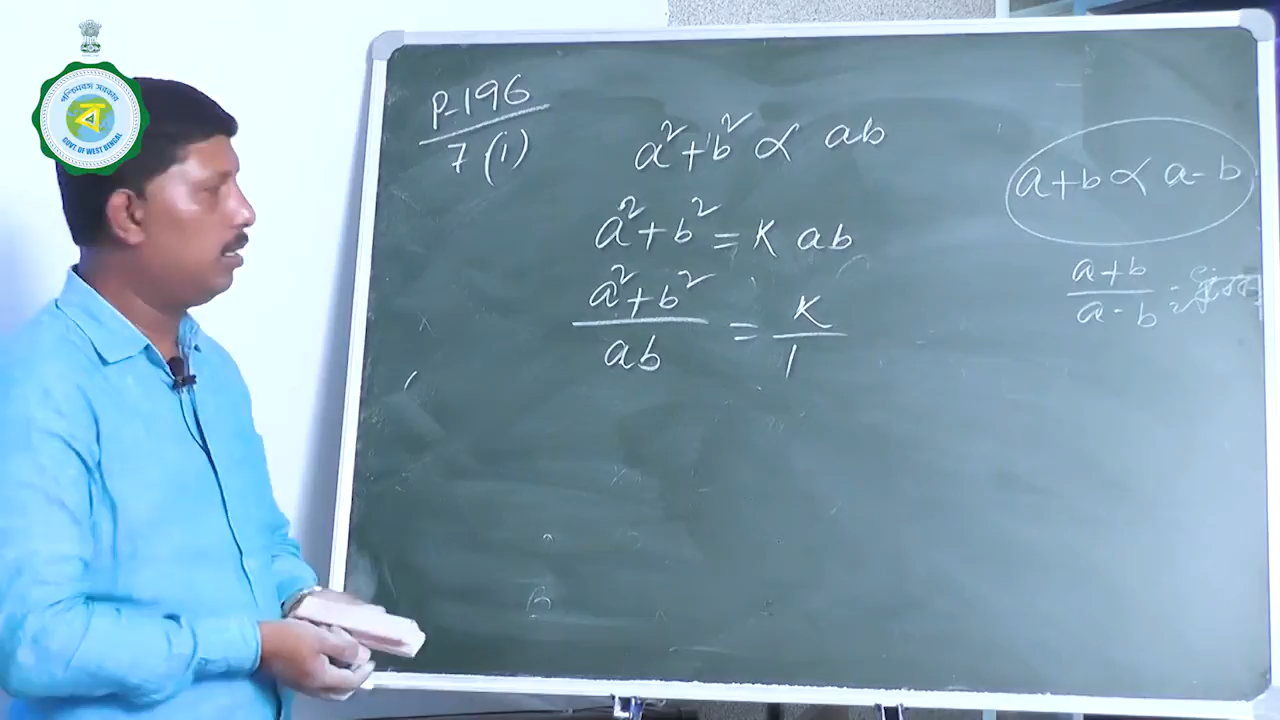 পশ্চিমবঙ্গ সরকার
ব
GOVT. OF WEST BENGAL
P-196
7 (i)
a² + b² ∝ ab
a² + b² = K ab
a² + b² / ab = K / 1
a + b ∝ a - b
a + b / a - b =
B